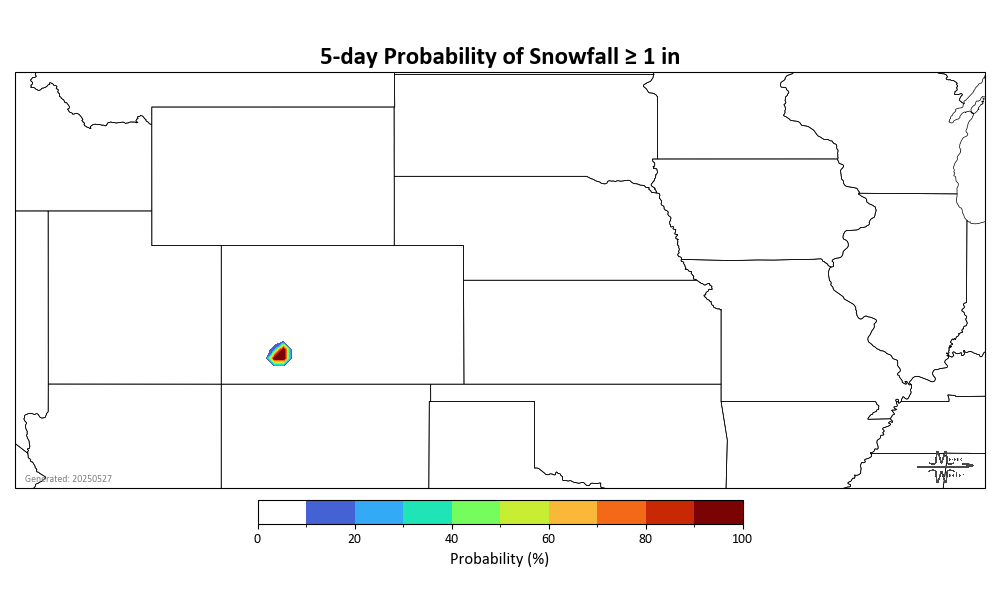 5-day Probability of Snowfall ≥ 1 in
Generated: 20250527
0 20 40 60 80 100
Probability (%)